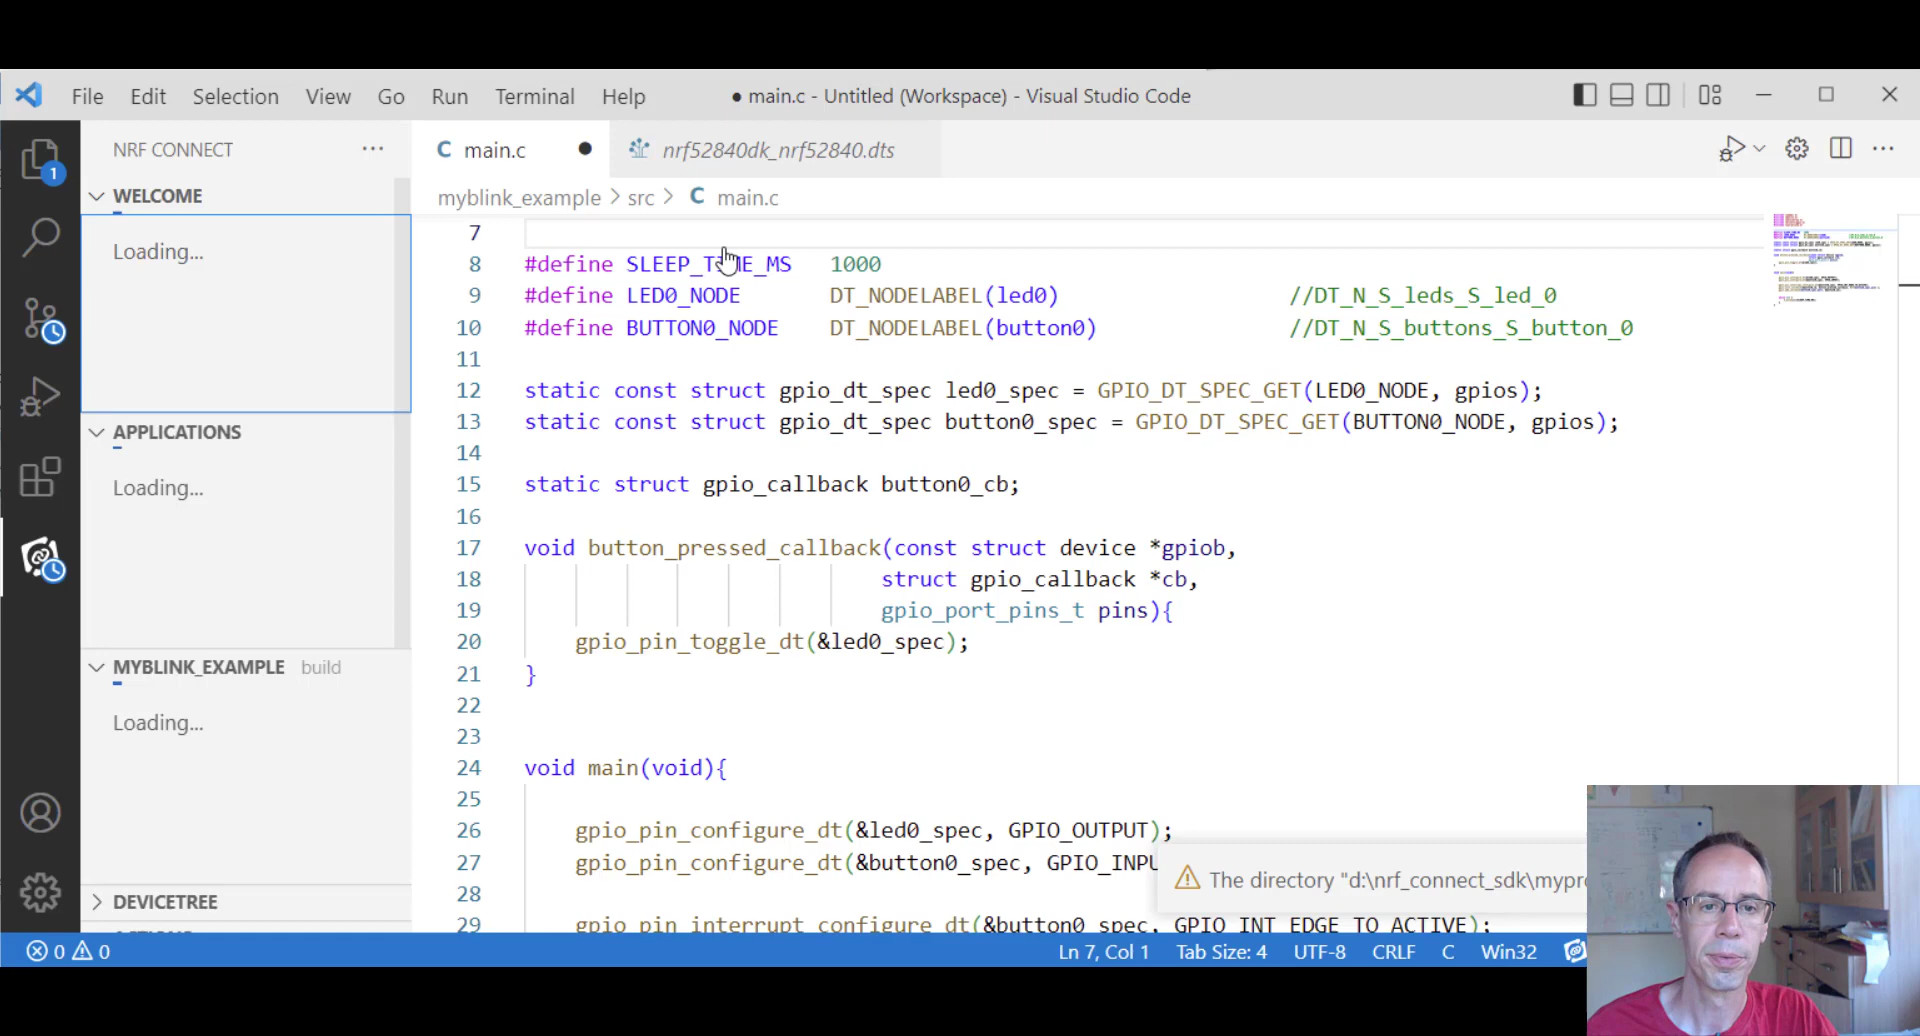 File Edit Selection View Go Run Terminal Help ● main.c - Untitled (Workspace) - Visual Studio Code
NRF CONNECT ···
C main.c ●
nrf52840dk_nrf52840.dts
myblink_example > src > C main.c
1
WELCOME
Loading...
APPLICATIONS
Loading...
MYBLINK_EXAMPLE build
Loading...
DEVICETREE
7
8 #define SLEEP_TIME_MS 1000
9 #define LED0_NODE DT_NODELABEL(led0) //DT_N_S_leds_S_led_0
10 #define BUTTON0_NODE DT_NODELABEL(button0) //DT_N_S_buttons_S_button_0
11
12 static const struct gpio_dt_spec led0_spec = GPIO_DT_SPEC_GET(LED0_NODE, gpios);
13 static const struct gpio_dt_spec button0_spec = GPIO_DT_SPEC_GET(BUTTON0_NODE, gpios);
14
15 static struct gpio_callback button0_cb;
16
17 void button_pressed_callback(const struct device *gpiob,
18 struct gpio_callback *cb,
19 gpio_port_pins_t pins){
20 gpio_pin_toggle_dt(&led0_spec);
21 }
22
23
24 void main(void){
25
26 gpio_pin_configure_dt(&led0_spec, GPIO_OUTPUT);
27 gpio_pin_configure_dt(&button0_spec, GPIO_INPU
28
29 gpio_pin_interrupt_configure_dt(&button0_spec, GPIO_INT_EDGE_TO_ACTIVE);
The directory "d:\nrf_connect_sdk\mypro
0 0 Ln 7, Col 1 Tab Size: 4 UTF-8 CRLF C Win32